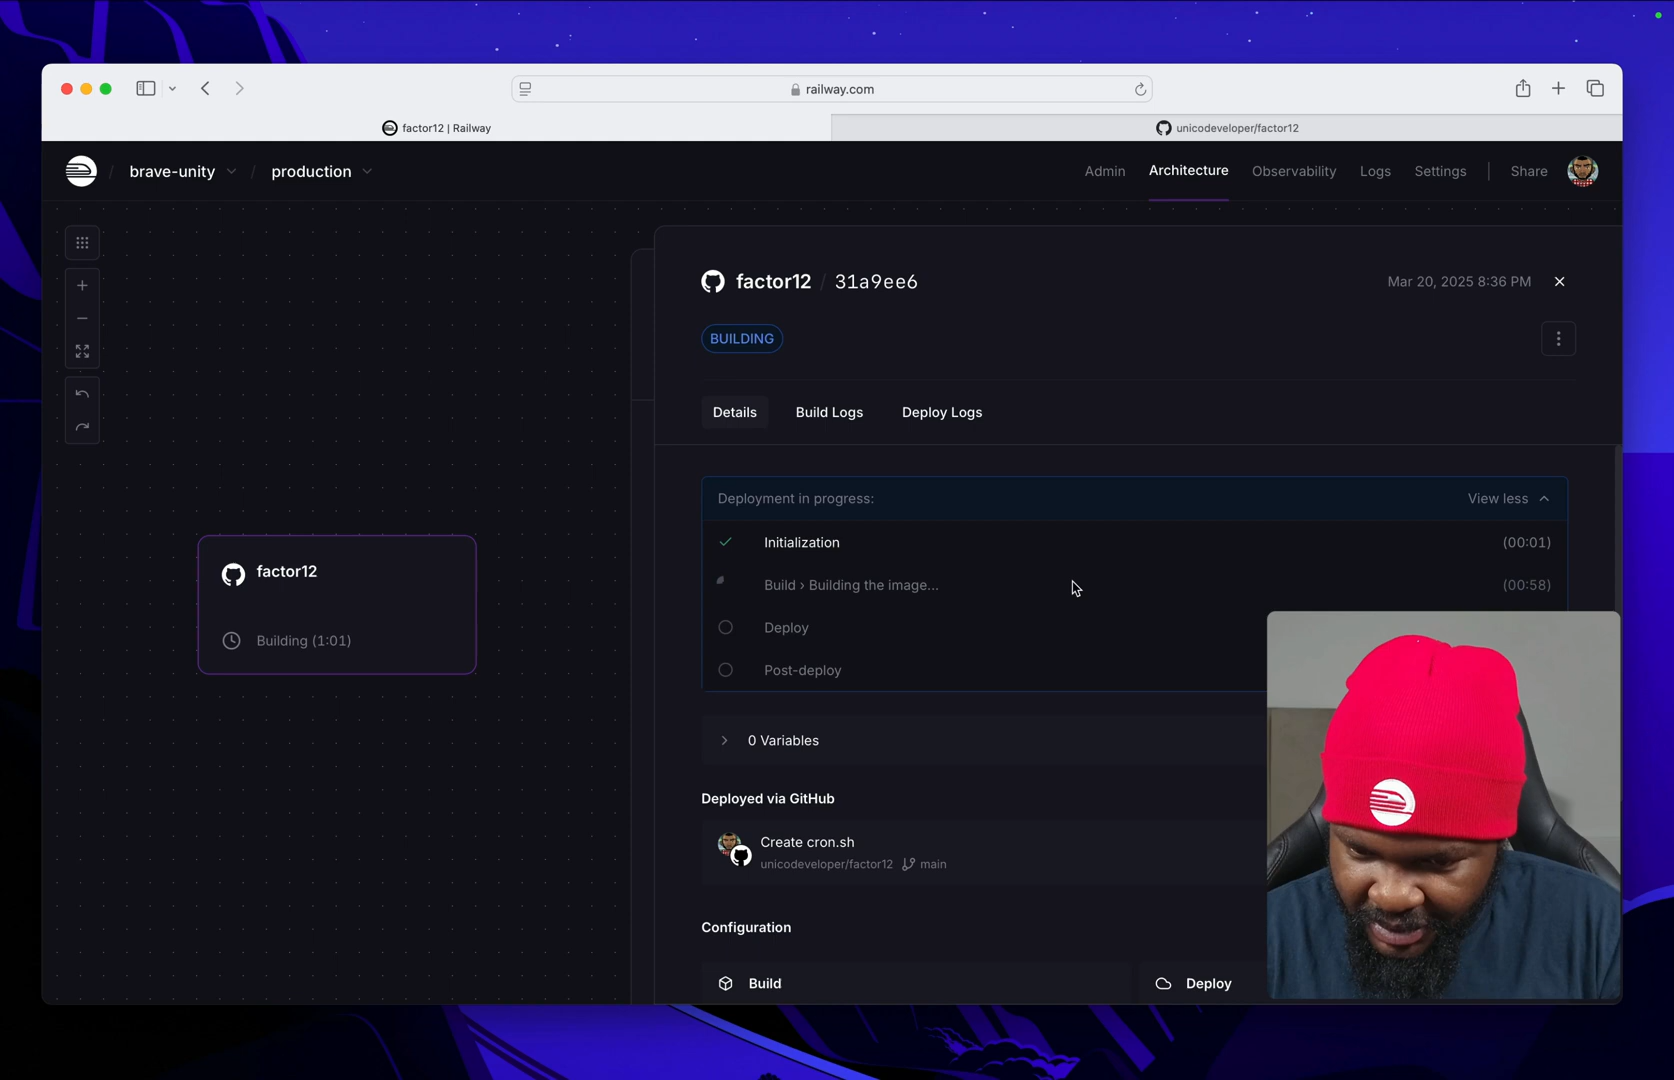 railway.com
factor12 | Railway
unicodeveloper/factor12
/ brave-unity / production
Admin Architecture Observability Logs Settings | Share
factor12 / 31a9ee6
Mar 20, 2025 8:36 PM
BUILDING
Details Build Logs Deploy Logs
Deployment in progress:
View less
Initialization
(00:01)
Build › Building the image...
(00:58)
Deploy
Post-deploy
factor12
Building (1:01)
0 Variables
Deployed via GitHub
Create cron.sh
unicodeveloper/factor12 main
Configuration
Build
Deploy